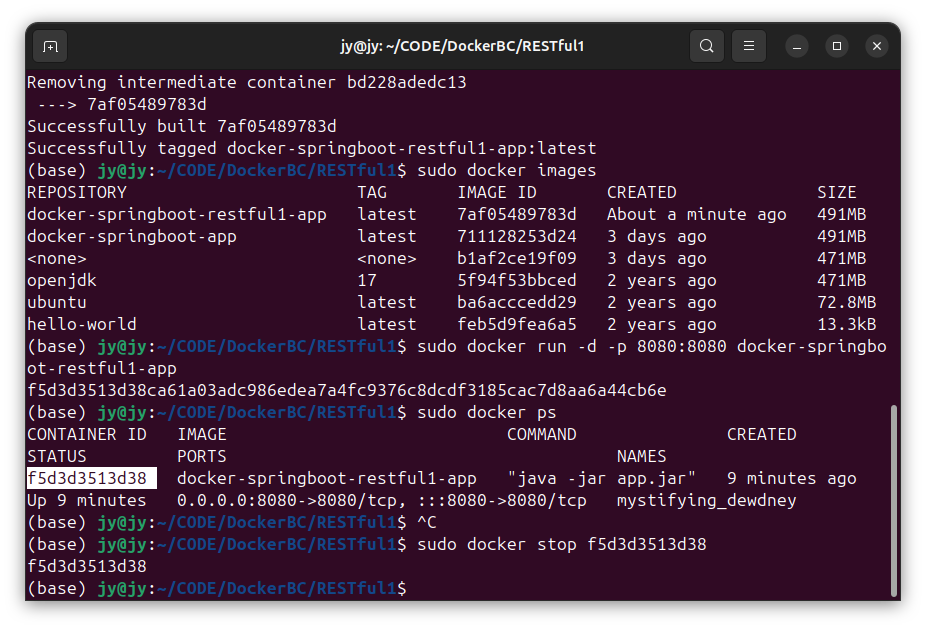 jy@jy: ~/CODE/DockerBC/RESTful1
Removing intermediate container bd228adedc13
 ---> 7af05489783d
Successfully built 7af05489783d
Successfully tagged docker-springboot-restful1-app:latest
(base) jy@jy:~/CODE/DockerBC/RESTful1$ sudo docker images
REPOSITORY                       TAG       IMAGE ID       CREATED              SIZE
docker-springboot-restful1-app   latest    7af05489783d   About a minute ago   491MB
docker-springboot-app            latest    711128253d24   3 days ago           491MB
<none>                           <none>    b1af2ce19f09   3 days ago           471MB
openjdk                          17        5f94f53bbced   2 years ago          471MB
ubuntu                           latest    ba6acccedd29   2 years ago          72.8MB
hello-world                      latest    feb5d9fea6a5   2 years ago          13.3kB
(base) jy@jy:~/CODE/DockerBC/RESTful1$ sudo docker run -d -p 8080:8080 docker-springbo
ot-restful1-app
f5d3d3513d38ca61a03adc986edea7a4fc9376c8dcdf3185cac7d8aa6a44cb6e
(base) jy@jy:~/CODE/DockerBC/RESTful1$ sudo docker ps
CONTAINER ID   IMAGE                            COMMAND               CREATED
STATUS         PORTS                                       NAMES
f5d3d3513d38   docker-springboot-restful1-app   "java -jar app.jar"   9 minutes ago
Up 9 minutes   0.0.0.0:8080->8080/tcp, :::8080->8080/tcp   mystifying_dewdney
(base) jy@jy:~/CODE/DockerBC/RESTful1$ ^C
(base) jy@jy:~/CODE/DockerBC/RESTful1$ sudo docker stop f5d3d3513d38
f5d3d3513d38
(base) jy@jy:~/CODE/DockerBC/RESTful1$